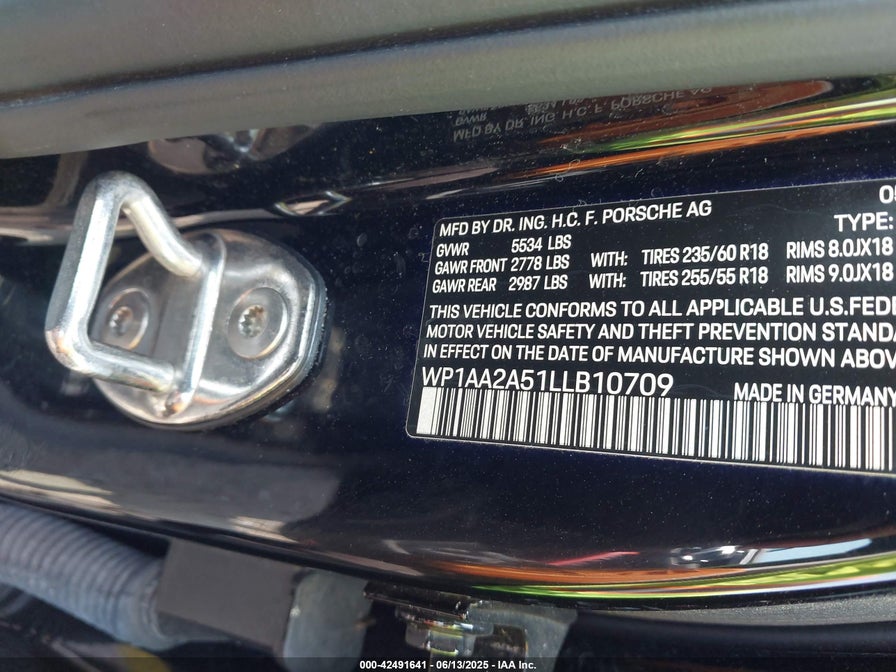 MFD BY DR. ING. H.C. F. PORSCHE AG
GVWR 5534 LBS TYPE:
GAWR FRONT 2778 LBS WITH: TIRES 235/60 R18 RIMS 8.0JX18
GAWR REAR 2987 LBS WITH: TIRES 255/55 R18 RIMS 9.0JX18
THIS VEHICLE CONFORMS TO ALL APPLICABLE U.S.FEDE
MOTOR VEHICLE SAFETY AND THEFT PREVENTION STANDA
IN EFFECT ON THE DATE OF MANUFACTURE SHOWN ABOV
WP1AA2A51LLB10709 MADE IN GERMANY
000-42491641 - 06/13/2025 - IAA Inc.